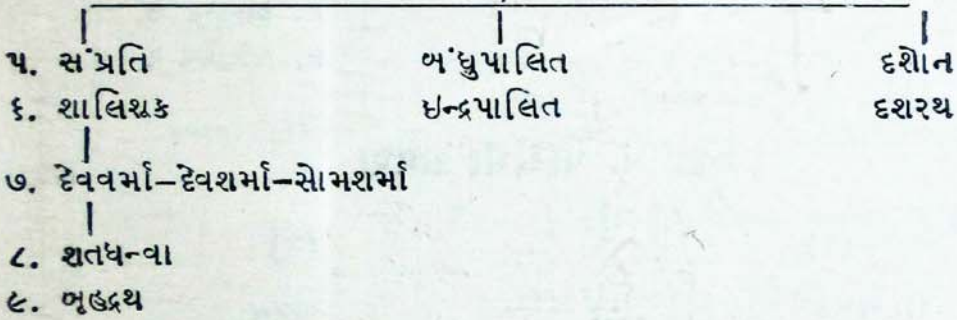 ૫. સંપ્રતિ બંધુપાલિત દશોન
૬. શાલિશૂક ઇન્દ્રપાલિત દશરથ
૭. દેવવર્મા–દેવશર્મા–સોમશર્મા
૮. શતધન્વા
૯. બૃહદ્રથ